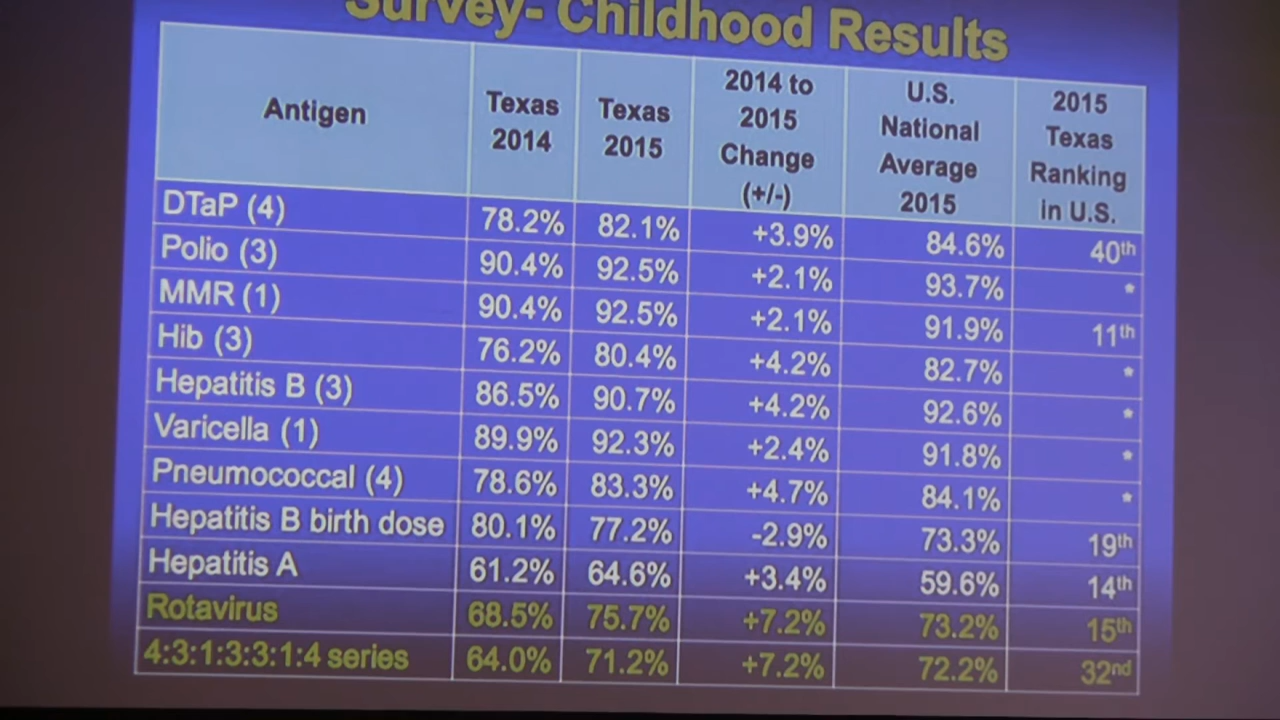 Survey- Childhood Results
Antigen | Texas 2014 | Texas 2015 | 2014 to 2015 Change (+/-) | U.S. National Average 2015 | 2015 Texas Ranking in U.S.
DTaP (4) | 78.2% | 82.1% | +3.9% | 84.6% | 40th
Polio (3) | 90.4% | 92.5% | +2.1% | 93.7% | *
MMR (1) | 90.4% | 92.5% | +2.1% | 91.9% | 11th
Hib (3) | 76.2% | 80.4% | +4.2% | 82.7% | *
Hepatitis B (3) | 86.5% | 90.7% | +4.2% | 92.6% | *
Varicella (1) | 89.9% | 92.3% | +2.4% | 91.8% | *
Pneumococcal (4) | 78.6% | 83.3% | +4.7% | 84.1% | *
Hepatitis B birth dose | 80.1% | 77.2% | -2.9% | 73.3% | 19th
Hepatitis A | 61.2% | 64.6% | +3.4% | 59.6% | 14th
Rotavirus | 68.5% | 75.7% | +7.2% | 73.2% | 15th
4:3:1:3:3:1:4 series | 64.0% | 71.2% | +7.2% | 72.2% | 32nd